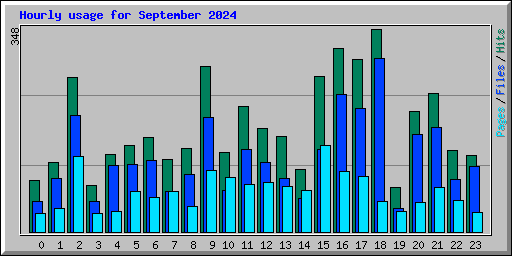 Hourly usage for September 2024
348
Pages/Files/Hits
0 1 2 3 4 5 6 7 8 9 10 11 12 13 14 15 16 17 18 19 20 21 22 23